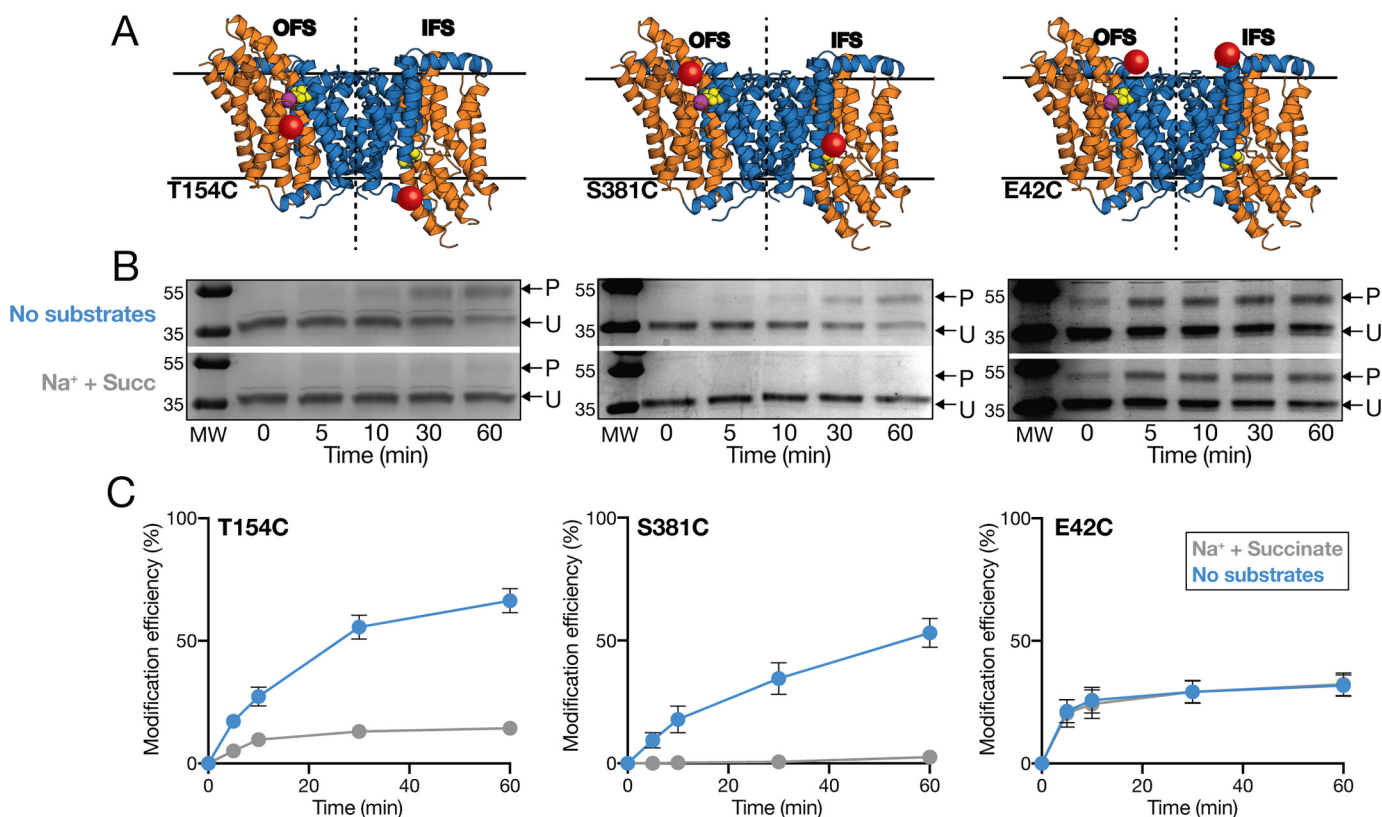 A
OFS IFS
T154C
OFS IFS
S381C
OFS IFS
E42C
B
No substrates
Na⁺ + Succ
55 P
35 U
55 P
35 U
MW 0 5 10 30 60
Time (min)
55 P
35 U
55 P
35 U
MW 0 5 10 30 60
Time (min)
55 P
35 U
55 P
35 U
MW 0 5 10 30 60
Time (min)
C
T154C
Modification efficiency (%)
100
50
0
0 20 40 60
Time (min)
S381C
Modification efficiency (%)
100
50
0
0 20 40 60
Time (min)
E42C
Na⁺ + Succinate
No substrates
Modification efficiency (%)
100
50
0
0 20 40 60
Time (min)